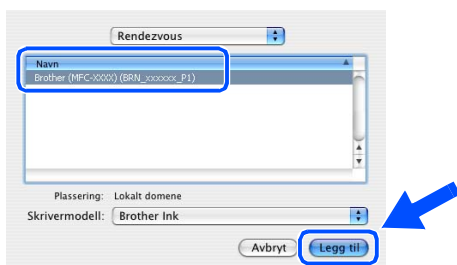 Rendezvous
Navn
Brother (MFC-XXXX) (BRN_xxxxxx_P1)
Plassering: Lokalt domene
Skrivermodell: Brother Ink
Avbryt Legg til